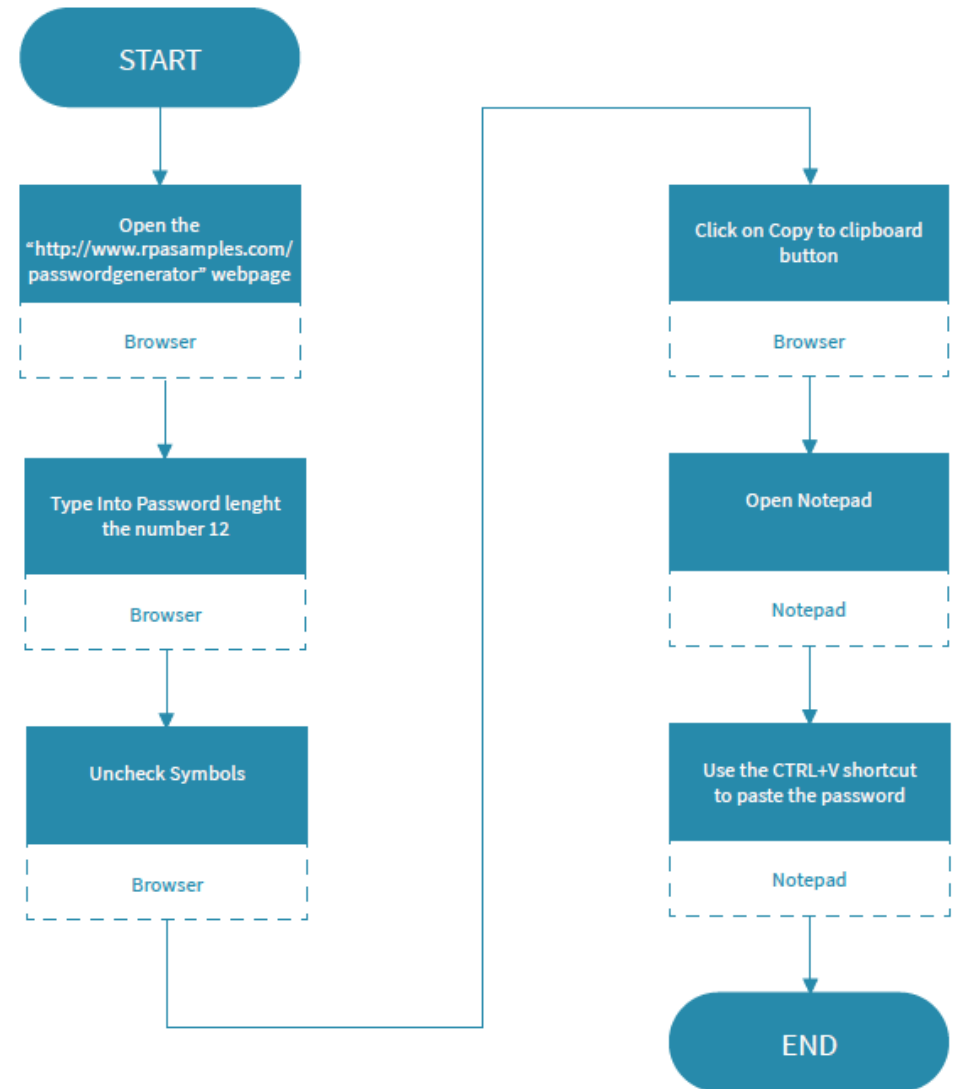 START
Open the
“http://www.rpasamples.com/
passwordgenerator” webpage
Browser
Type Into Password lenght
the number 12
Browser
Uncheck Symbols
Browser
Click on Copy to clipboard
button
Browser
Open Notepad
Notepad
Use the CTRL+V shortcut
to paste the password
Notepad
END